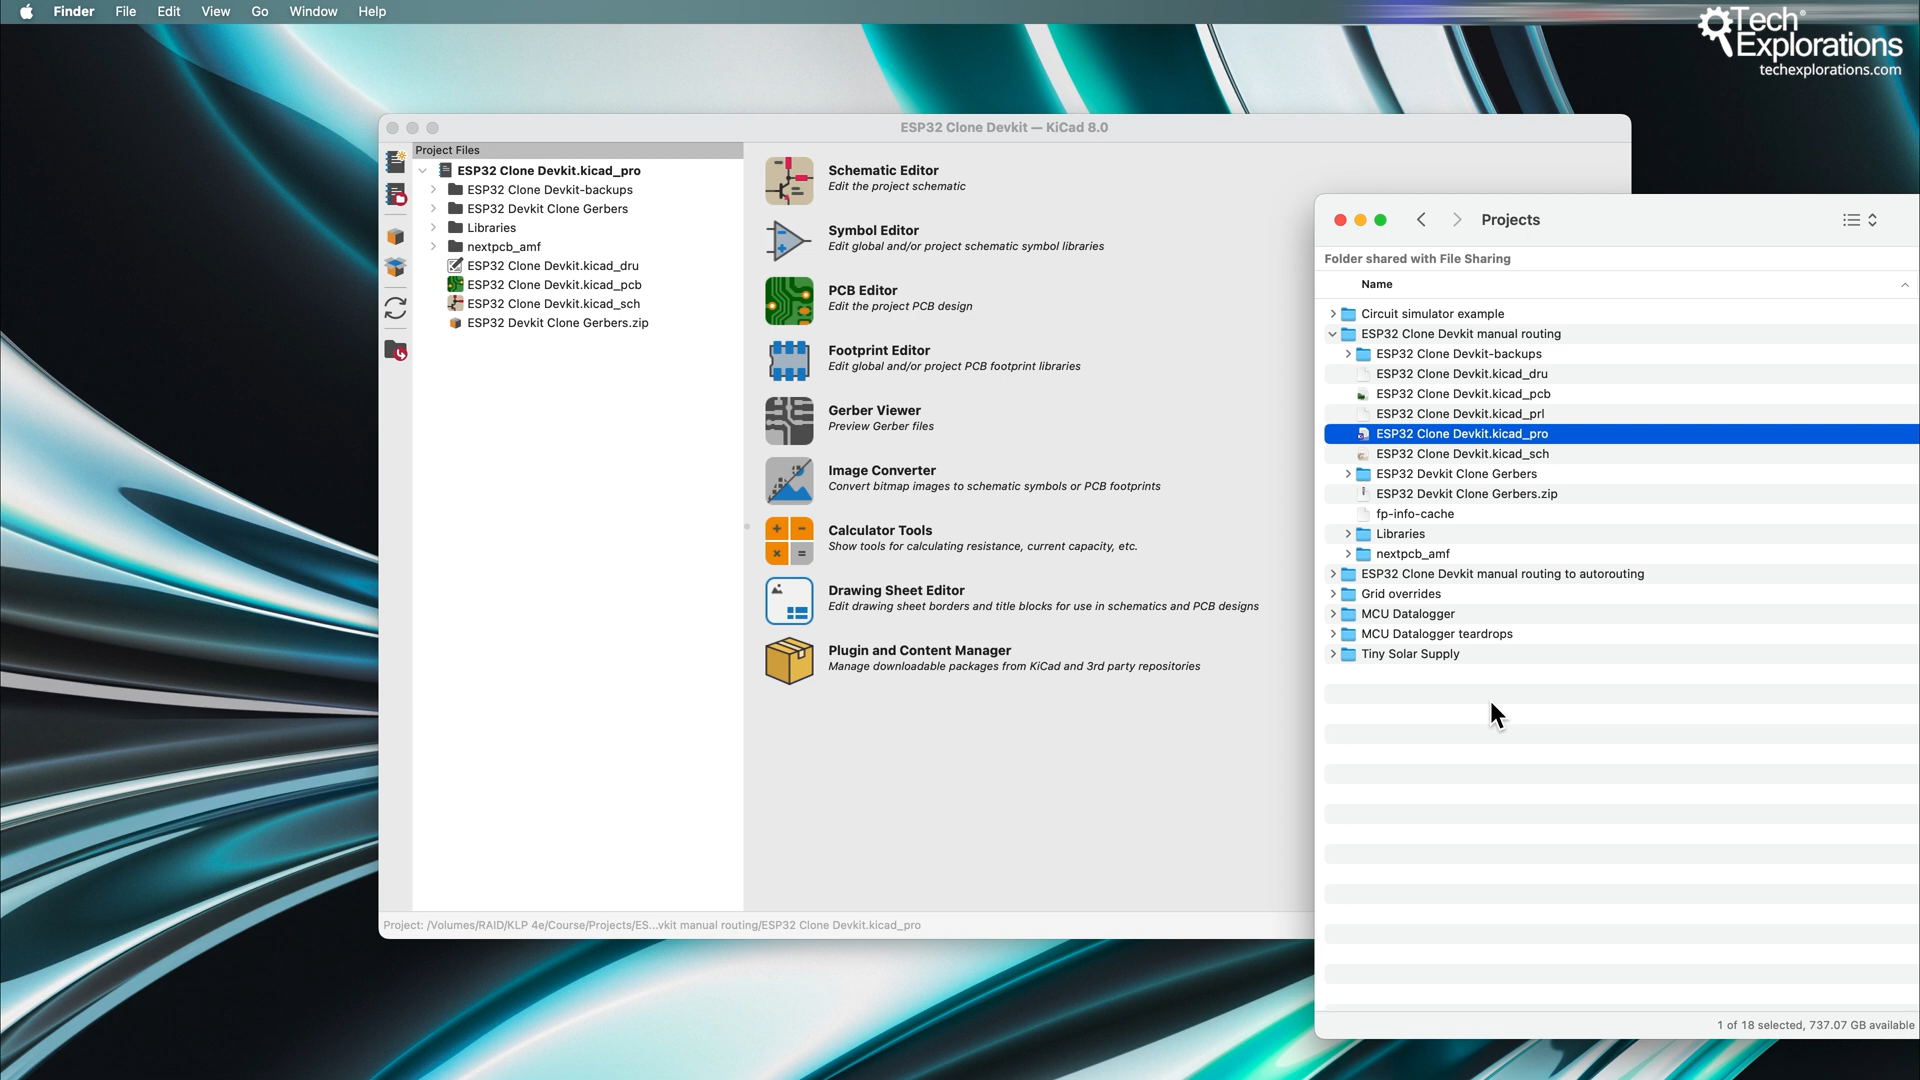 Finder File Edit View Go Window Help
Tech
Explorations
techexplorations.com
ESP32 Clone Devkit — KiCad 8.0
Project Files
ESP32 Clone Devkit.kicad_pro
ESP32 Clone Devkit-backups
ESP32 Devkit Clone Gerbers
Libraries
nextpcb_amf
ESP32 Clone Devkit.kicad_dru
ESP32 Clone Devkit.kicad_pcb
ESP32 Clone Devkit.kicad_sch
ESP32 Devkit Clone Gerbers.zip
Schematic Editor
Edit the project schematic
Symbol Editor
Edit global and/or project schematic symbol libraries
PCB Editor
Edit the project PCB design
Footprint Editor
Edit global and/or project PCB footprint libraries
Gerber Viewer
Preview Gerber files
Image Converter
Convert bitmap images to schematic symbols or PCB footprints
Calculator Tools
Show tools for calculating resistance, current capacity, etc.
Drawing Sheet Editor
Edit drawing sheet borders and title blocks for use in schematics and PCB designs
Plugin and Content Manager
Manage downloadable packages from KiCad and 3rd party repositories
Project: /Volumes/RAID/KLP 4e/Course/Projects/ES...vkit manual routing/ESP32 Clone Devkit.kicad_pro
Projects
Folder shared with File Sharing
Name
Circuit simulator example
ESP32 Clone Devkit manual routing
ESP32 Clone Devkit-backups
ESP32 Clone Devkit.kicad_dru
ESP32 Clone Devkit.kicad_pcb
ESP32 Clone Devkit.kicad_prl
ESP32 Clone Devkit.kicad_pro
ESP32 Clone Devkit.kicad_sch
ESP32 Devkit Clone Gerbers
ESP32 Devkit Clone Gerbers.zip
fp-info-cache
Libraries
nextpcb_amf
ESP32 Clone Devkit manual routing to autorouting
Grid overrides
MCU Datalogger
MCU Datalogger teardrops
Tiny Solar Supply
1 of 18 selected, 737.07 GB available